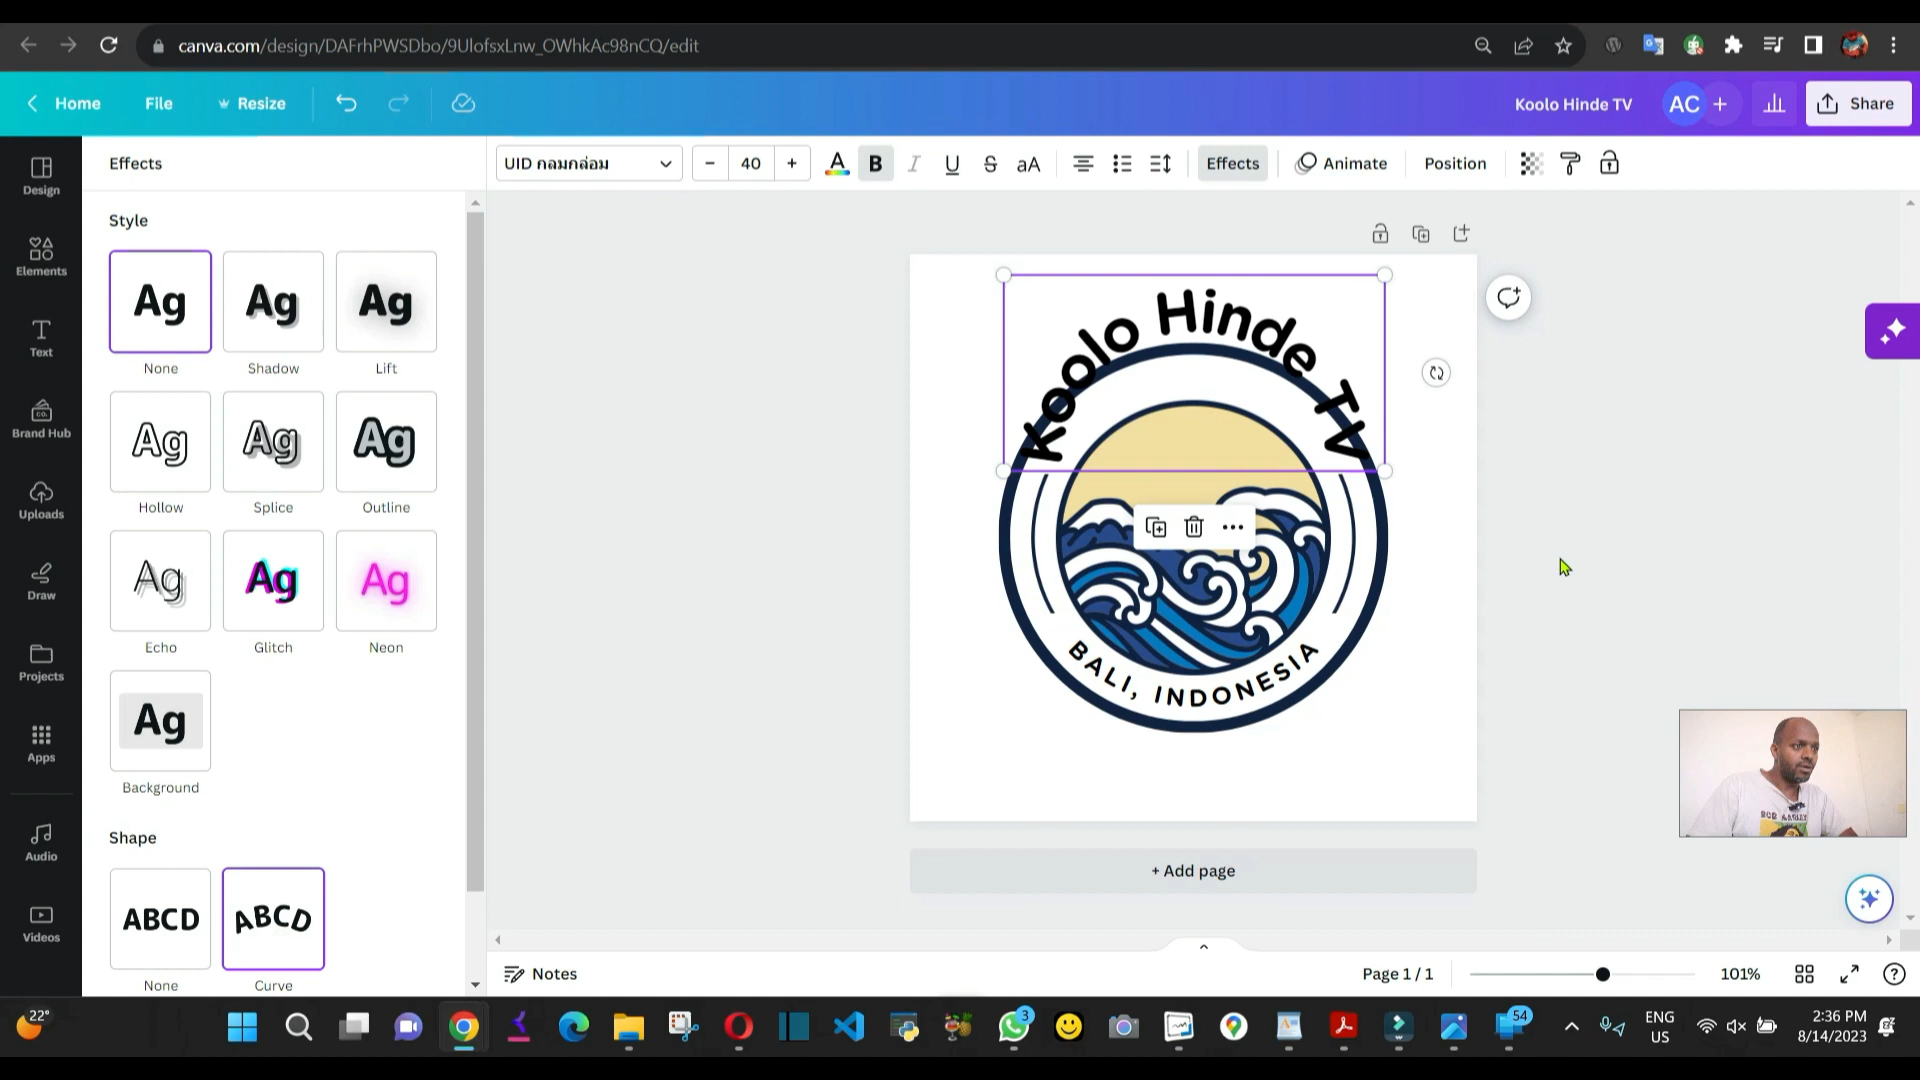 canva.com/design/DAFrhPWSDbo/9UlofsxLnw_OWhkAc98nCQ/edit
Home File Resize Koolo Hinde TV AC + Share
Effects UID กลมกล่อม − 40 + A B I U S aA Effects Animate Position
Design
Elements
Text
Brand Hub
Uploads
Draw
Projects
Apps
Audio
Videos
Style
Ag Ag Ag
None Shadow Lift
Ag Ag Ag
Hollow Splice Outline
Ag Ag Ag
Echo Glitch Neon
Ag
Background
Shape
ABCD ABCD
None Curve
Koolo Hinde TV
BALI, INDONESIA
+ Add page
Notes Page 1 / 1 101%
22° 3 54 ENG 2:36 PM
US 8/14/2023